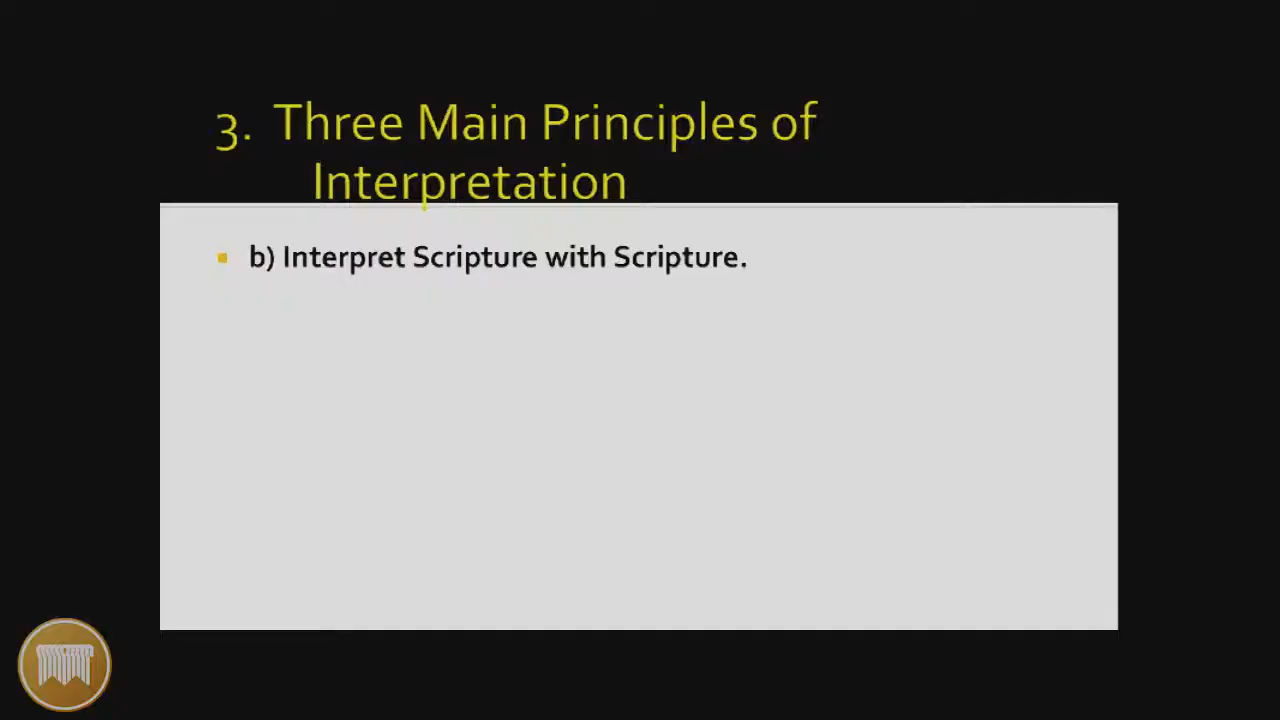 3. Three Main Principles of
Interpretation
b) Interpret Scripture with Scripture.